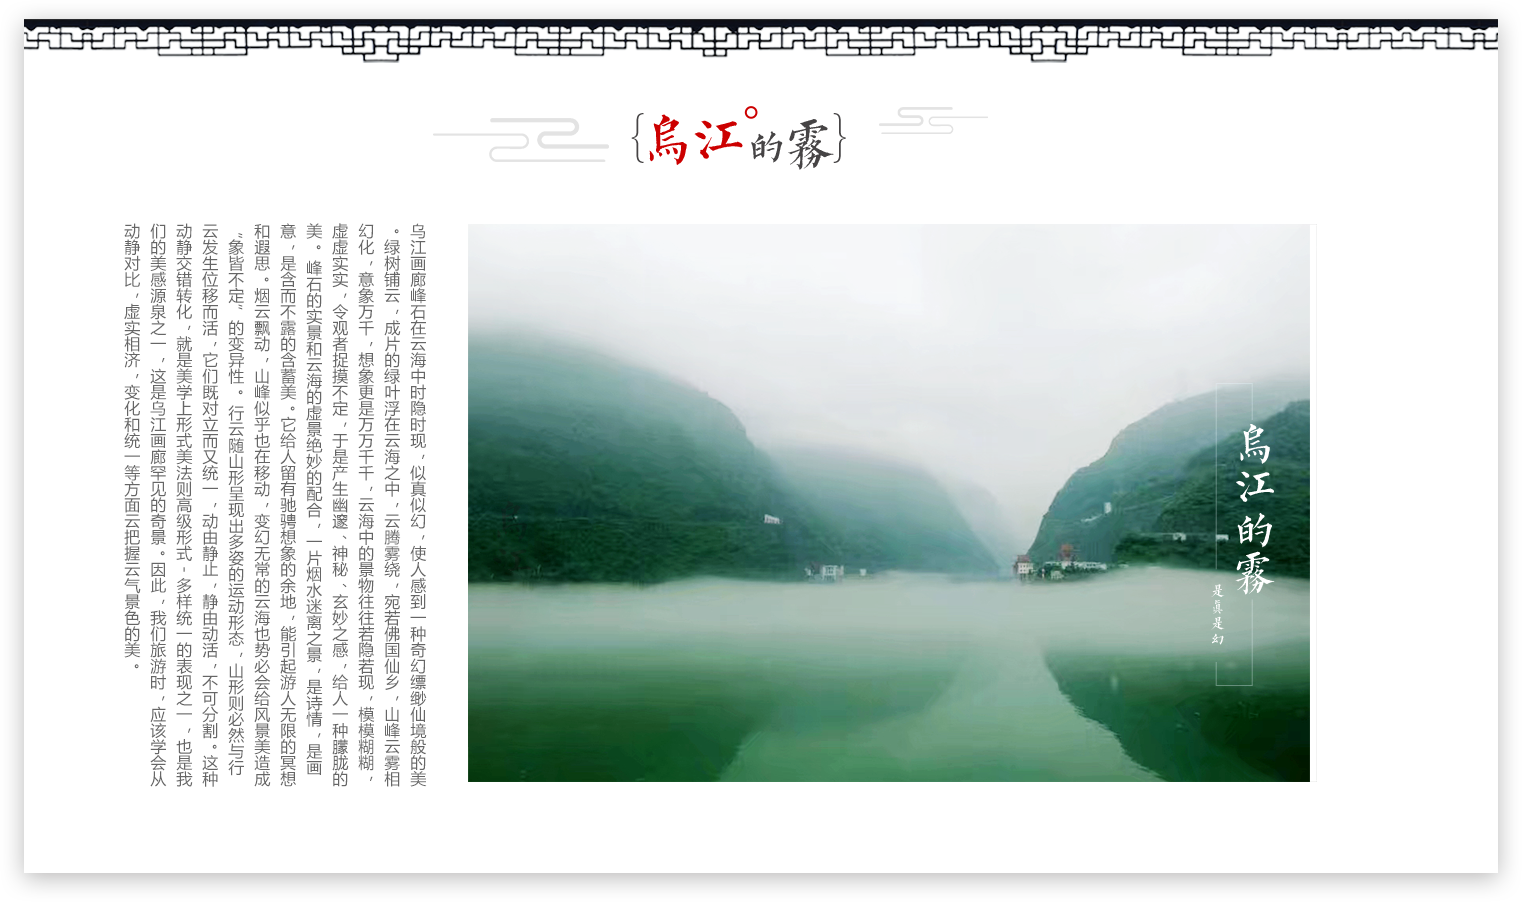 烏江的霧
乌江画廊峰石在云海中时隐时现，似真似幻，使人感到一种奇幻缥缈仙境般的美
。绿树铺云，成片的绿叶浮在云海之中，云腾雾绕，宛若佛国仙乡，山峰云雾相
幻化，意象万千，想象更是万万千千，云海中的景物往往若隐若现，模模糊糊，
虚虚实实，令观者捉摸不定，于是产生幽邃、神秘、玄妙之感，给人一种朦胧的
美。峰石的实景和云海的虚景绝妙的配合，一片烟水迷离之景，是诗情，是画
意，是含而不露的含蓄美。它给人留有驰骋想象的余地，能引起游人无限的冥想
和遐思。烟云飘动，山峰似乎也在移动，变幻无常的云海也势必会给风景美造成
“象皆不定”的变异性。行云随山形呈现出多姿的运动形态，山形则必然与行
云发生位移而活，它们既对立而又统一，动由静止，静由动活，不可分割。这种
动静交错转化，就是美学上形式美法则高级形式-多样统一的表现之一，也是我
们的美感源泉之一，这是乌江画廊罕见的奇景。因此，我们旅游时，应该学会从
动静对比，虚实相济，变化和统一等方面云把握云气景色的美。
烏江的霧
是真是幻